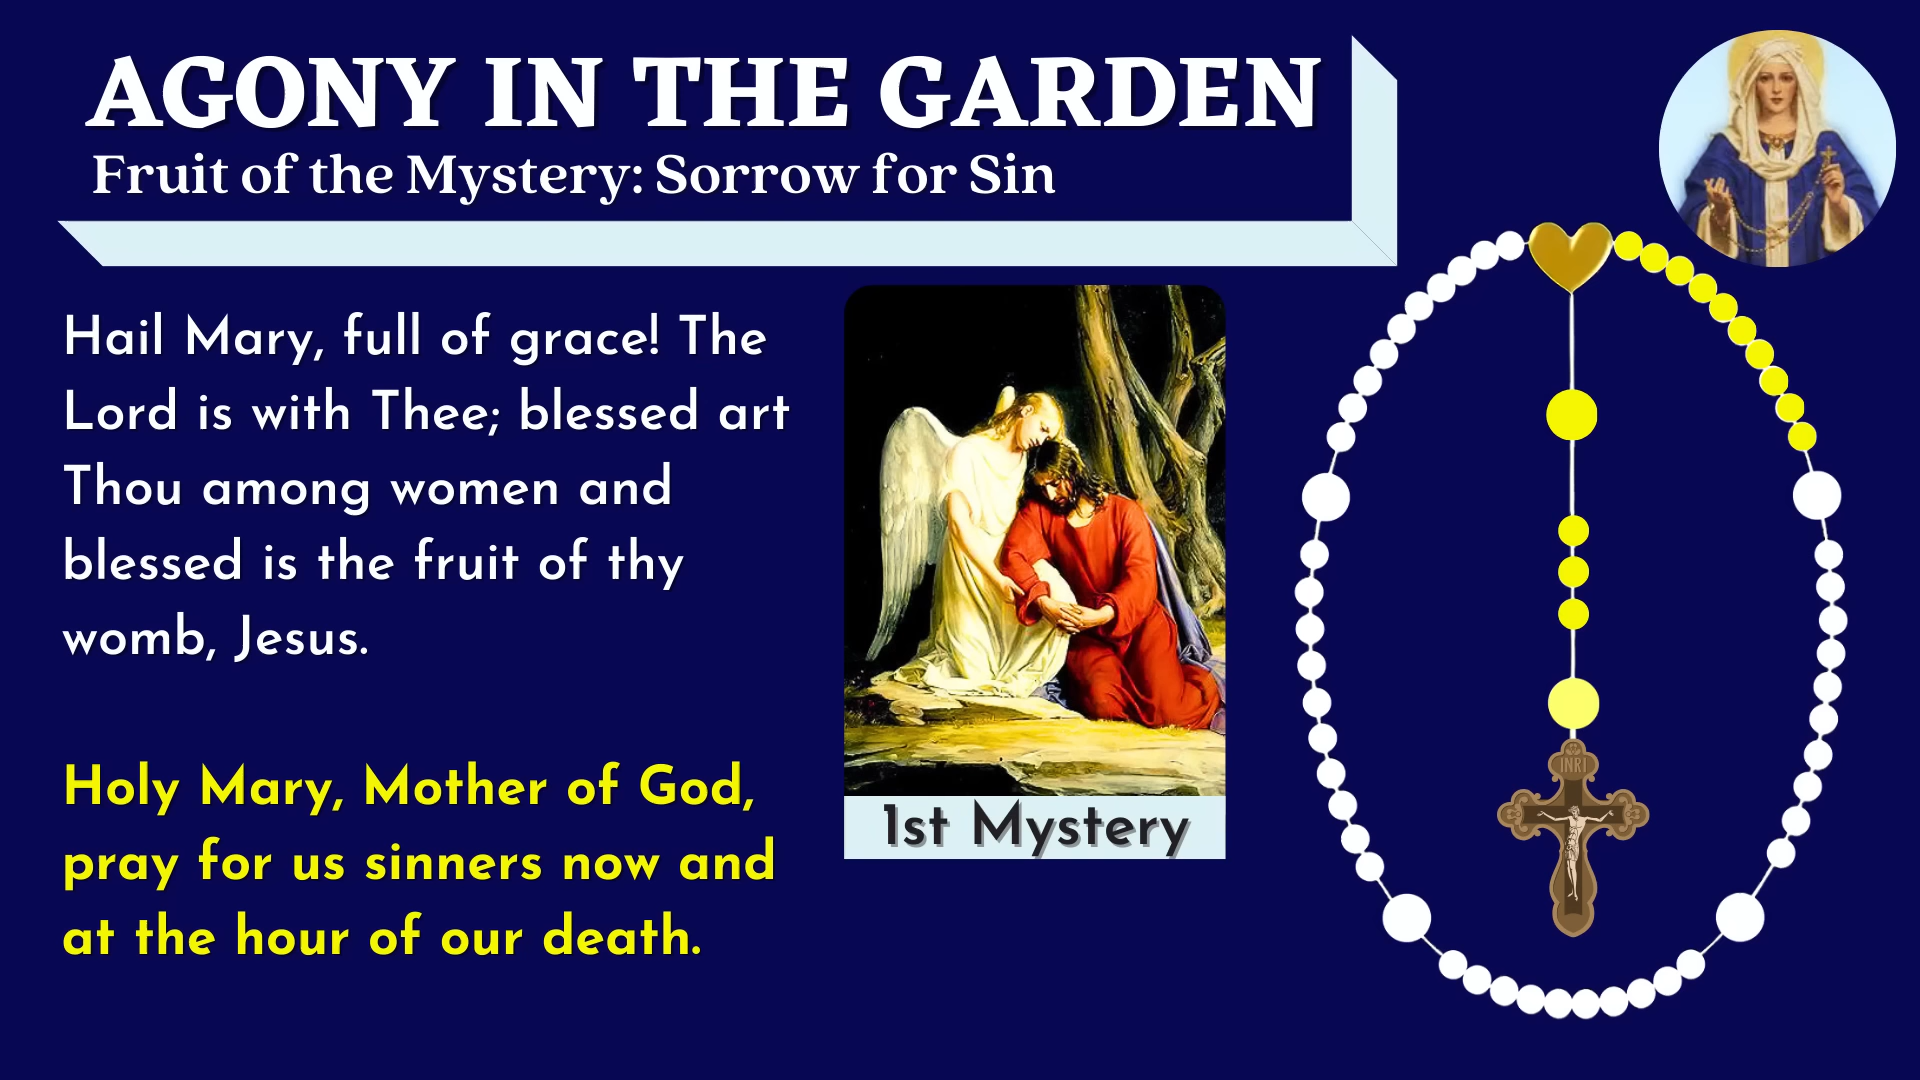 AGONY IN THE GARDEN
Fruit of the Mystery: Sorrow for Sin
Hail Mary, full of grace! The
Lord is with Thee; blessed art
Thou among women and
blessed is the fruit of thy
womb, Jesus.
Holy Mary, Mother of God,
pray for us sinners now and
at the hour of our death.
1st Mystery
INRI